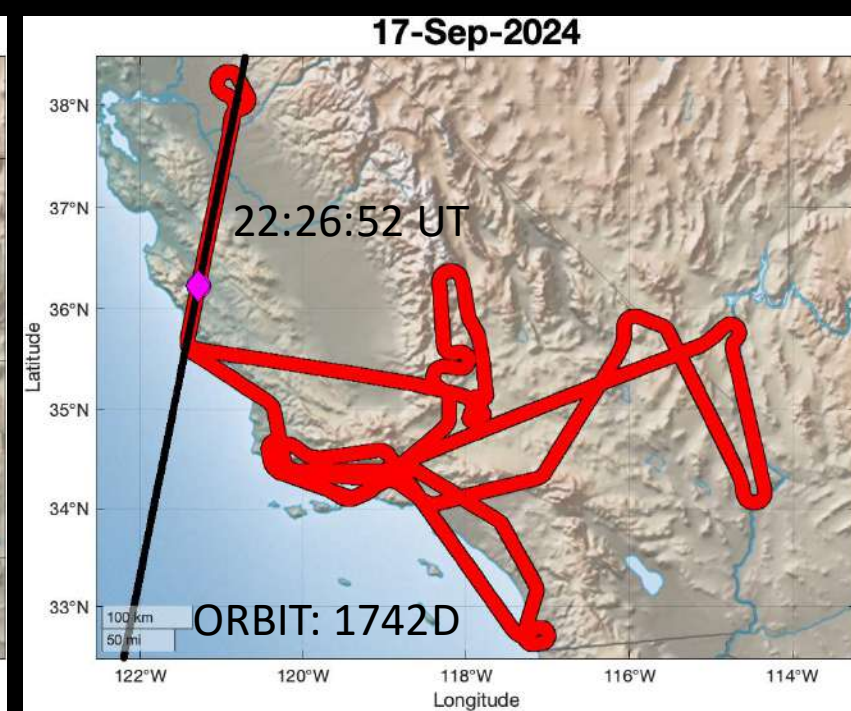 17-Sep-2024
38°N
37°N
22:26:52 UT
36°N
Latitude
35°N
34°N
33°N
100 km
50 mi
ORBIT: 1742D
122°W
120°W
118°W
116°W
114°W
Longitude